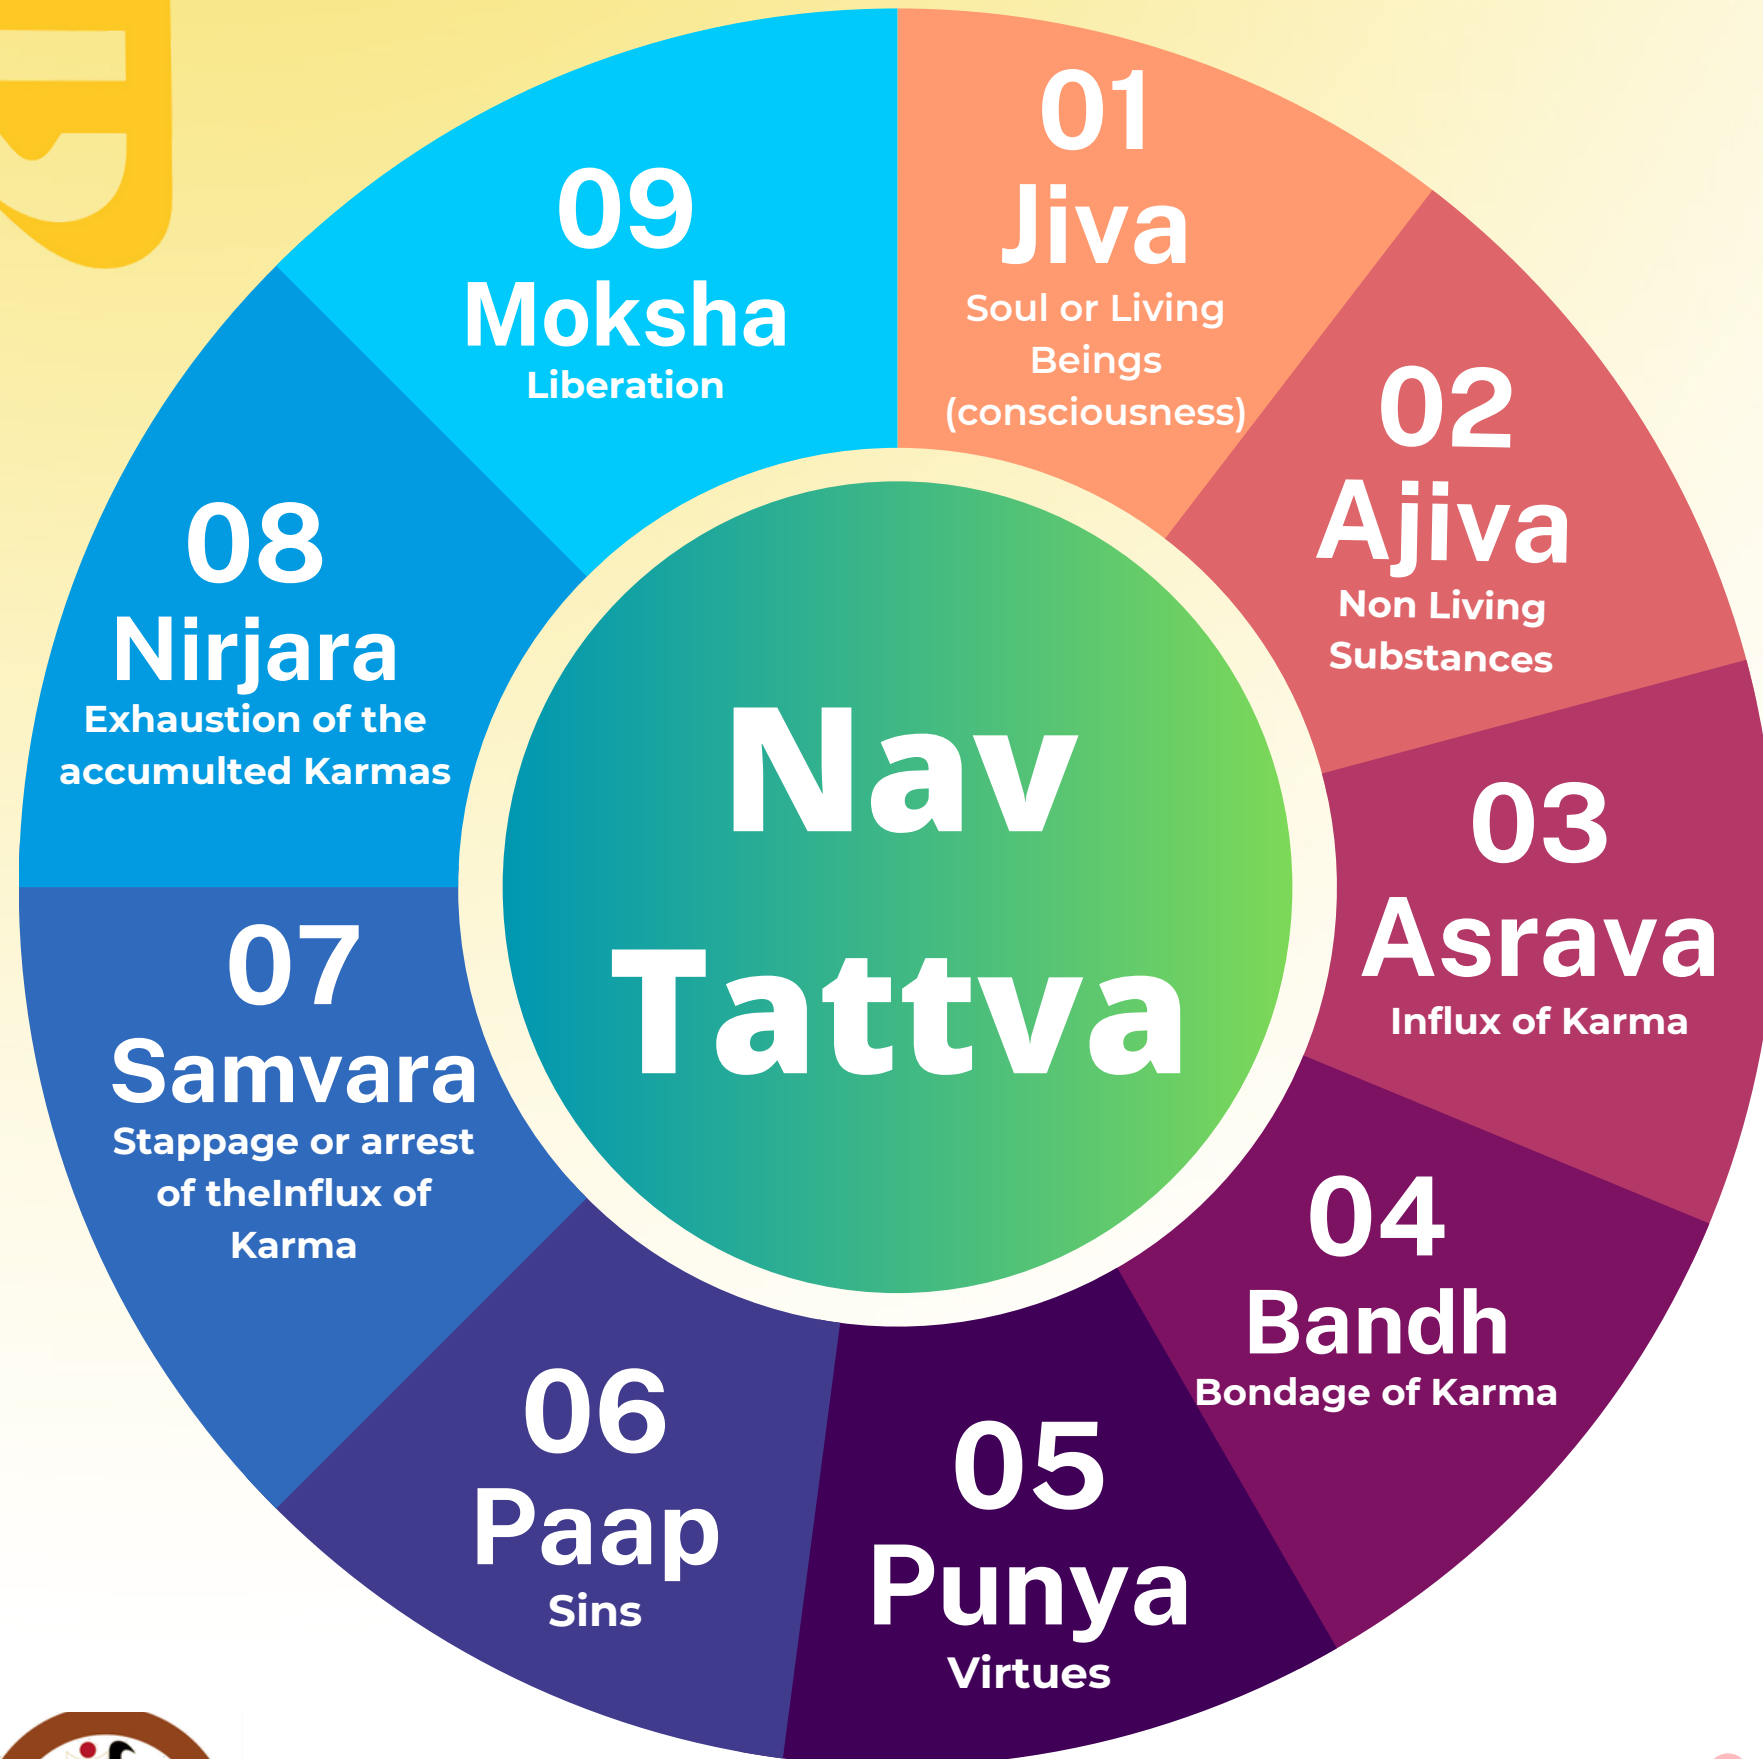 Nav
Tattva
01
Jiva
Soul or Living
Beings
(consciousness)
02
Ajiva
Non Living
Substances
03
Asrava
Influx of Karma
04
Bandh
Bondage of Karma
05
Punya
Virtues
06
Paap
Sins
07
Samvara
Stappage or arrest
of theInflux of
Karma
08
Nirjara
Exhaustion of the
accumulted Karmas
09
Moksha
Liberation